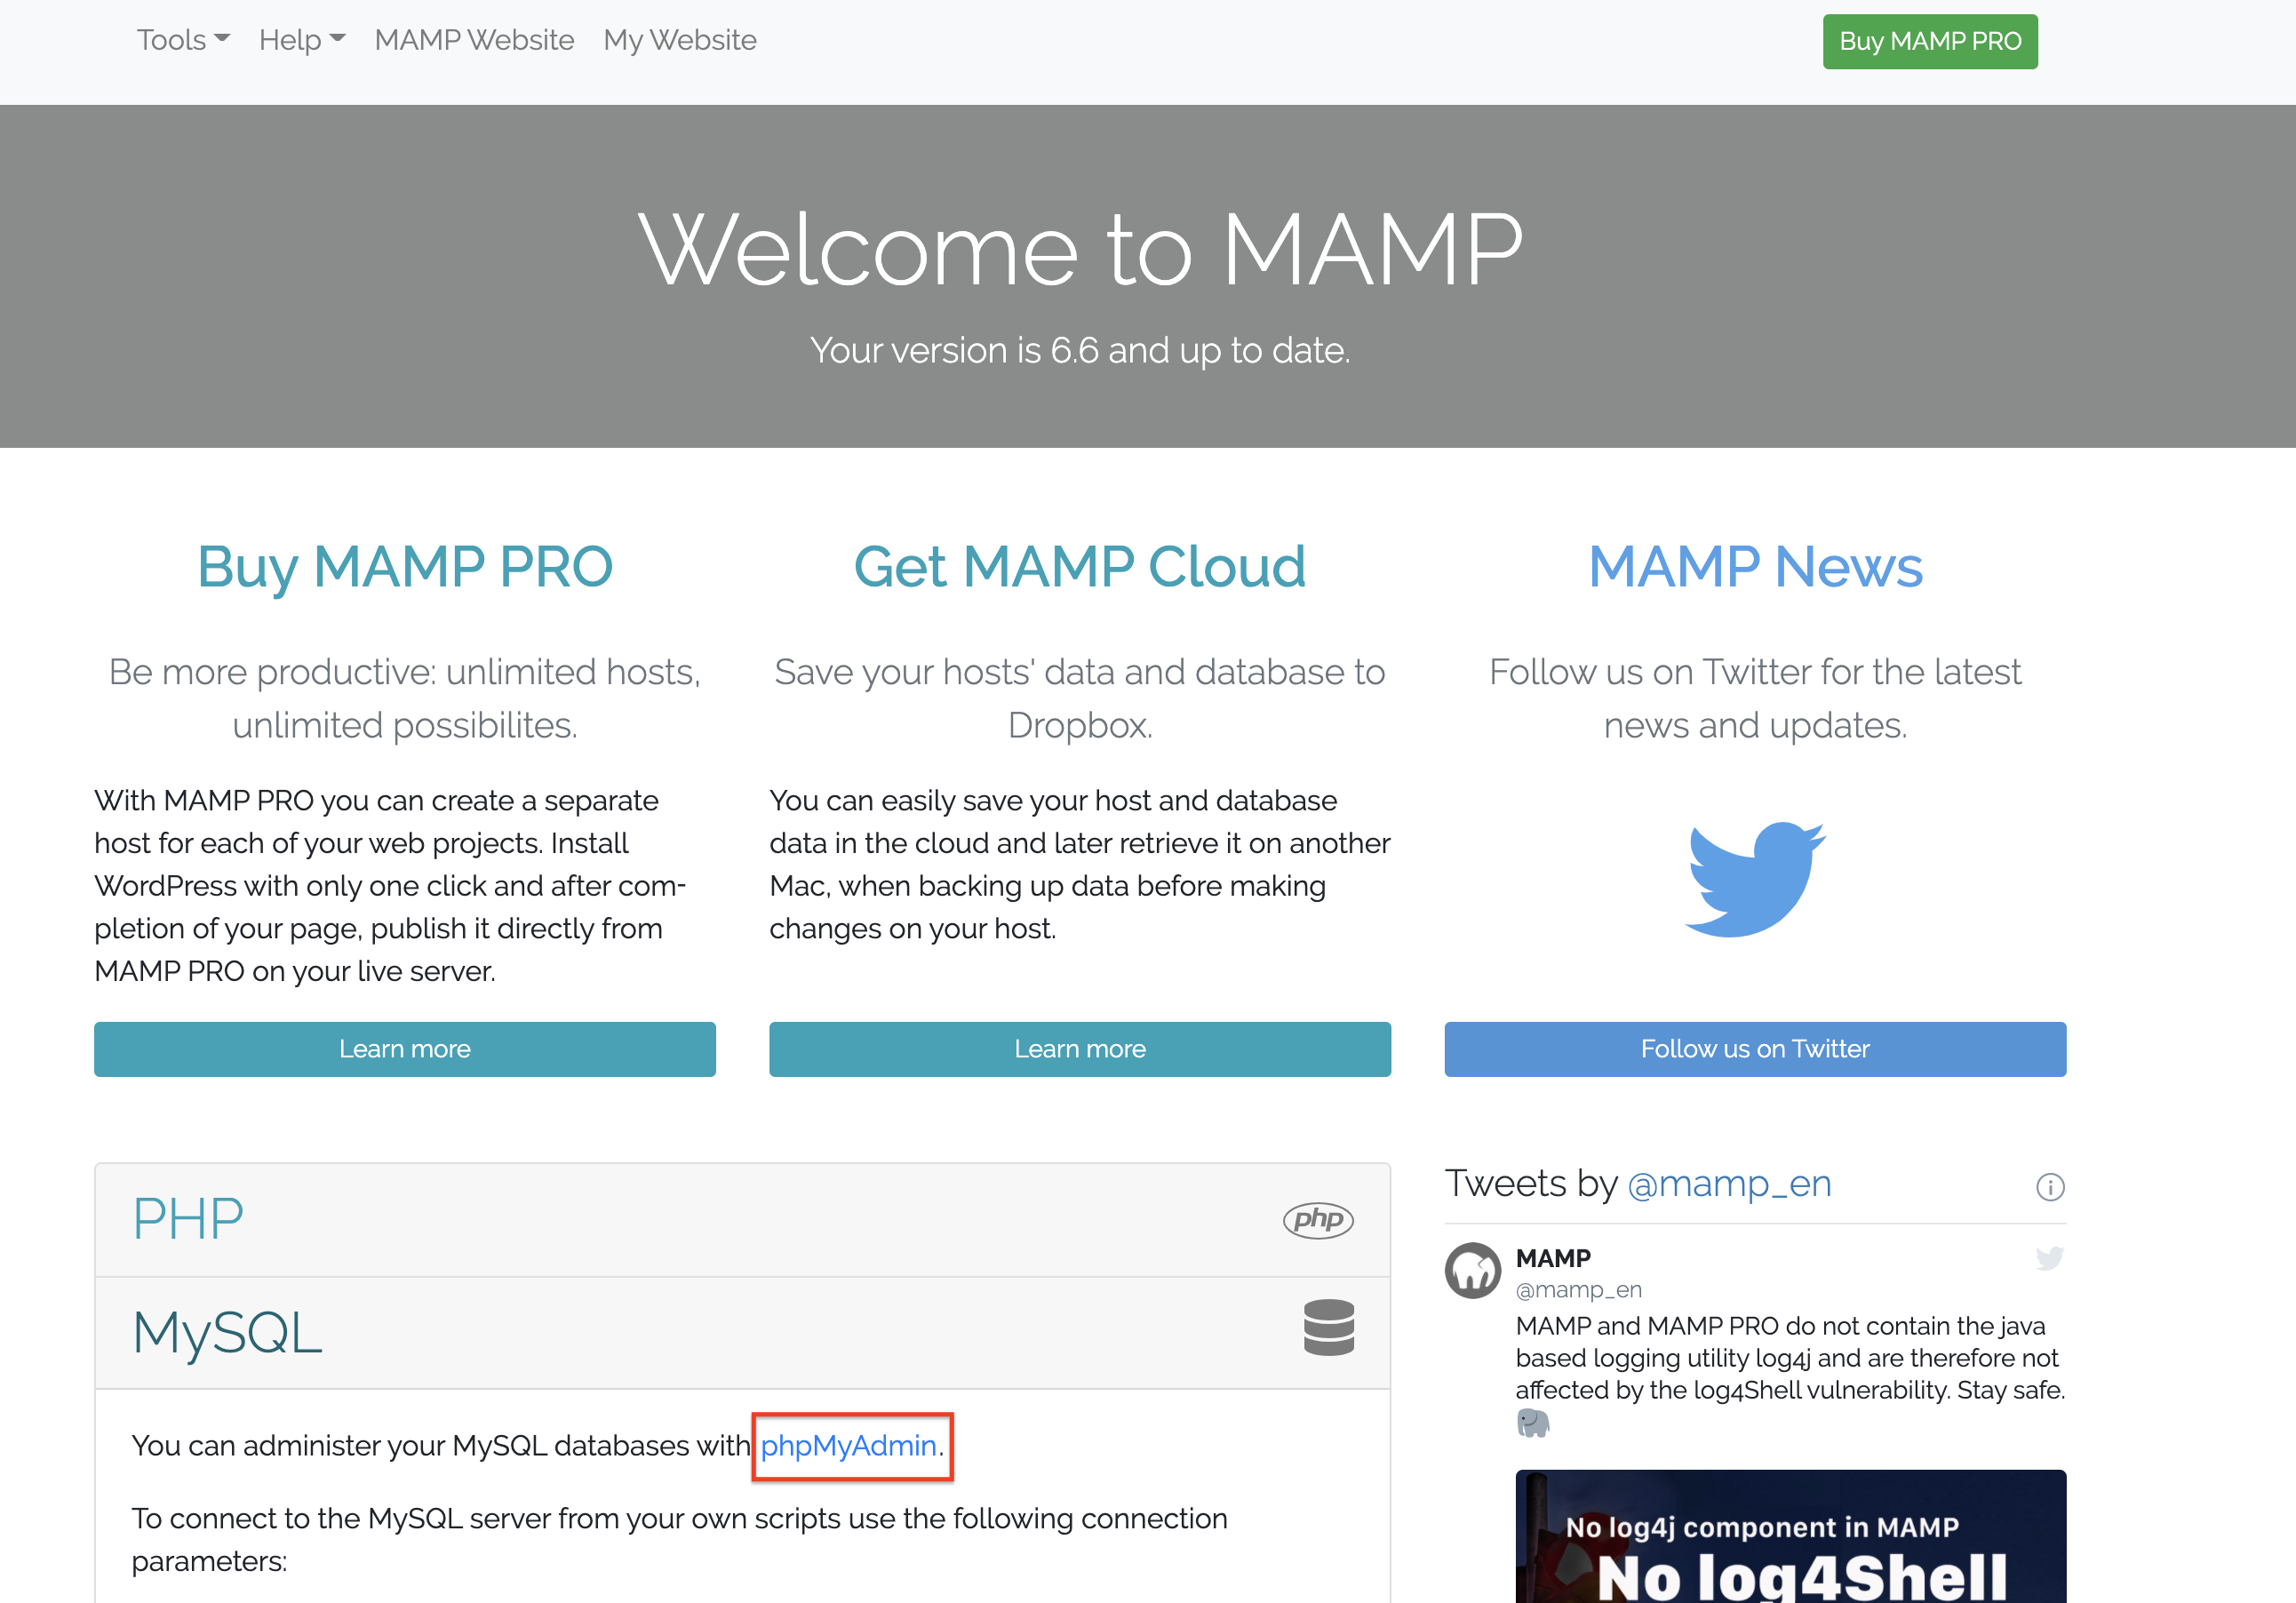 Tools Help MAMP Website My Website Buy MAMP PRO
Welcome to MAMP
Your version is 6.6 and up to date.
Buy MAMP PRO
Be more productive: unlimited hosts,
unlimited possibilites.
With MAMP PRO you can create a separate
host for each of your web projects. Install
WordPress with only one click and after com-
pletion of your page, publish it directly from
MAMP PRO on your live server.
Learn more
Get MAMP Cloud
Save your hosts' data and database to
Dropbox.
You can easily save your host and database
data in the cloud and later retrieve it on another
Mac, when backing up data before making
changes on your host.
Learn more
MAMP News
Follow us on Twitter for the latest
news and updates.
Follow us on Twitter
PHP
php
MySQL
You can administer your MySQL databases with phpMyAdmin.
To connect to the MySQL server from your own scripts use the following connection
parameters:
Tweets by @mamp_en
MAMP
@mamp_en
MAMP and MAMP PRO do not contain the java
based logging utility log4j and are therefore not
affected by the log4Shell vulnerability. Stay safe.
No log4j component in MAMP
No log4Shell